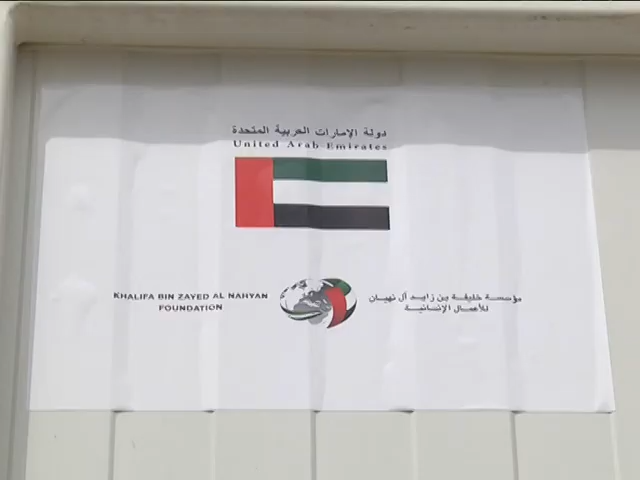 دولة الإمارات العربية المتحدة
United Arab Emirates
KHALIFA BIN ZAYED AL NAHYAN
FOUNDATION
مؤسسة خليفة بن زايد آل نهيان
للأعمال الإنسانية